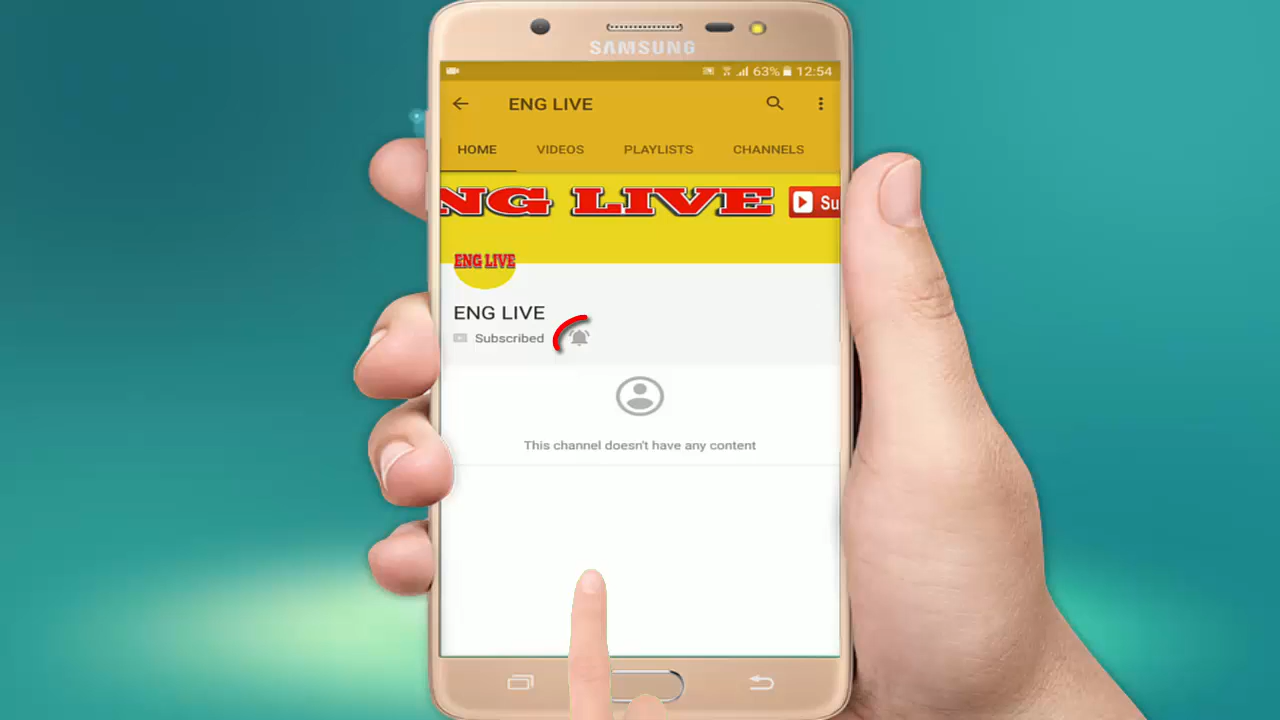 SAMSUNG
63% 12:54
ENG LIVE
HOME VIDEOS PLAYLISTS CHANNELS
NG LIVE Su
ENG LIVE
ENG LIVE
Subscribed
This channel doesn't have any content